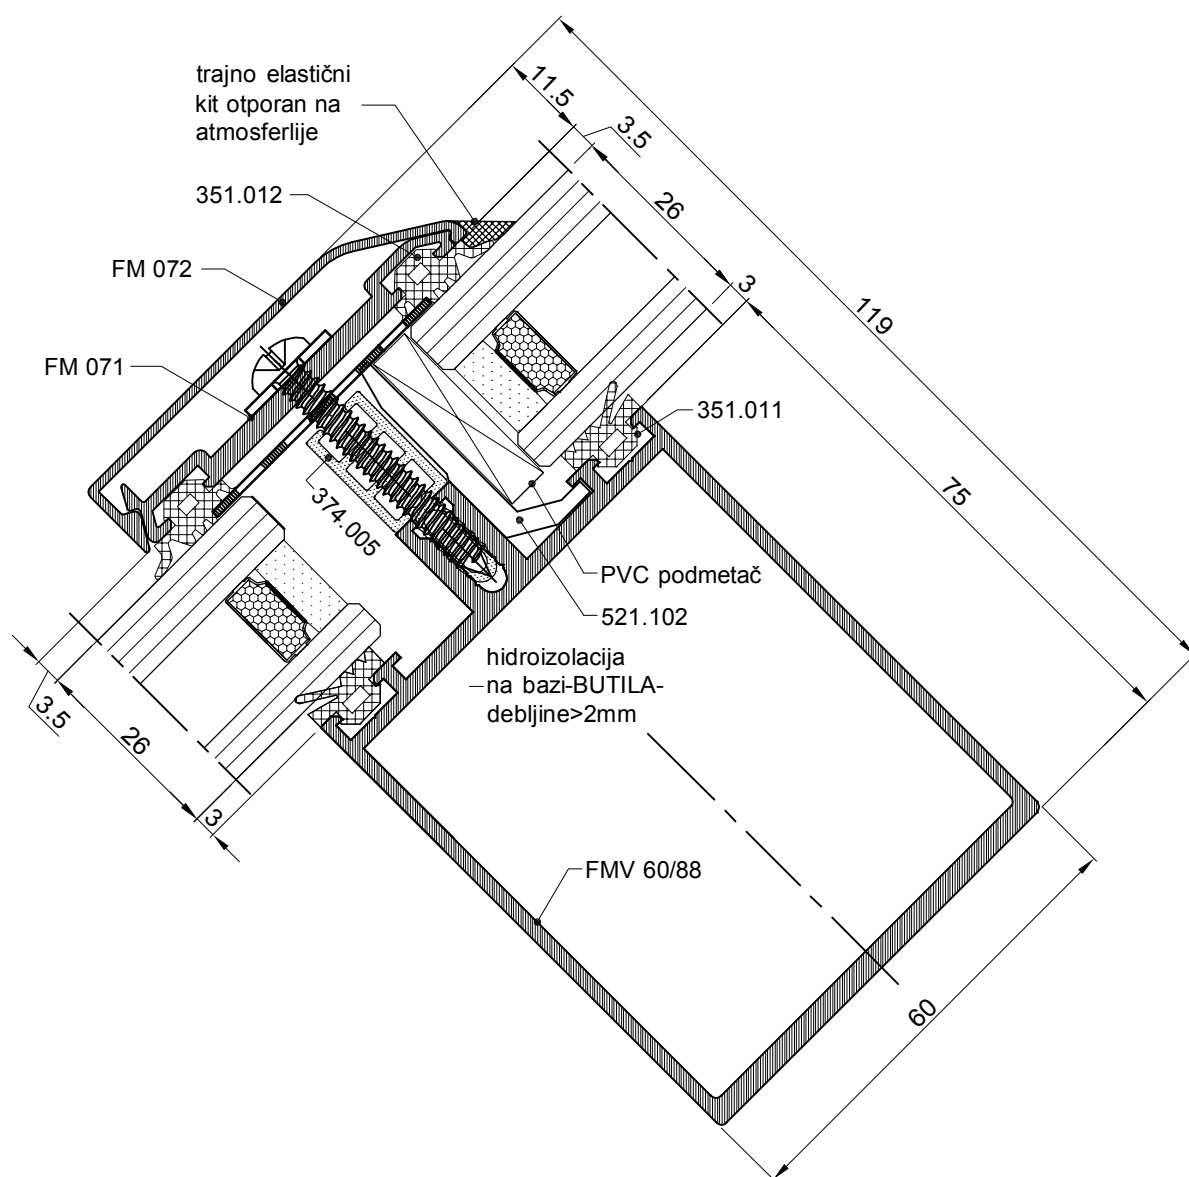 trajno elastični
kit otporan na
atmosferlije
351.012
FM 072
FM 071
11.5
3.5
26
3
119
75
351.011
374.005
PVC podmetač
521.102
hidroizolacija
na bazi-BUTILA-
debljine>2mm
3.5
26
3
FMV 60/88
60